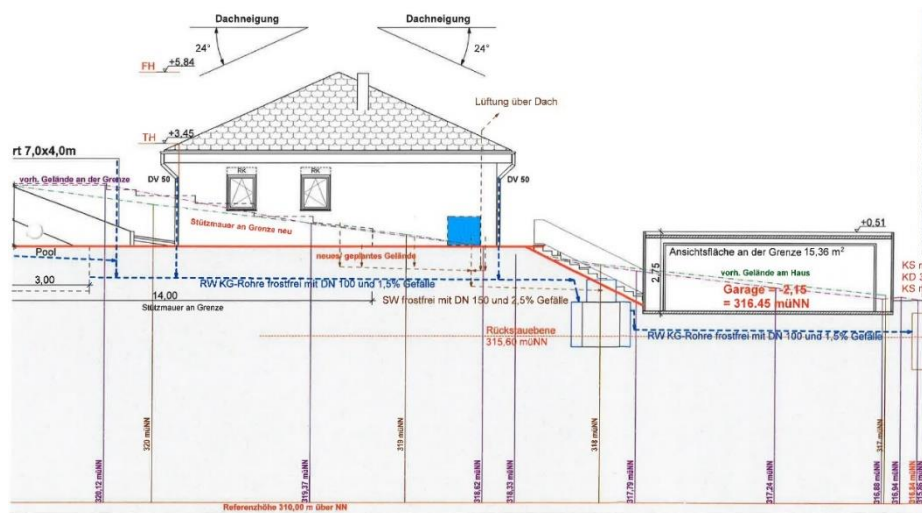 Dachneigung
Dachneigung
24°
24°
FH
+5.84
Lüftung über Dach
TH
+3.45
rt 7,0x4,0m
RK
RK
DV 50
DV 50
vorh. Gelände an der Grenze
Stützmauer an Grenze neu
+0.51
Pool
neues/ geplantes Gelände
Ansichtsfläche an der Grenze 15,36 m²
2,75
vorh. Gelände am Haus
Garage = -2,15
= 316.45 müNN
3,00
RW KG-Rohre frostfrei mit DN 100 und 1,5% Gefälle
14,00
SW frostfrei mit DN 150 und 2,5% Gefälle
Stützmauer an Grenze
Rückstauebene
315,60 müNN
RW KG-Rohre frostfrei mit DN 100 und 1,5% Gefälle
320,12 müNN
320 müNN
319,37 müNN
319 müNN
318,62 müNN
318,33 müNN
318 müNN
317,79 müNN
317,24 müNN
317 müNN
316,88 müNN
316,94 müNN
Referenzhöhe 310,00 m über NN